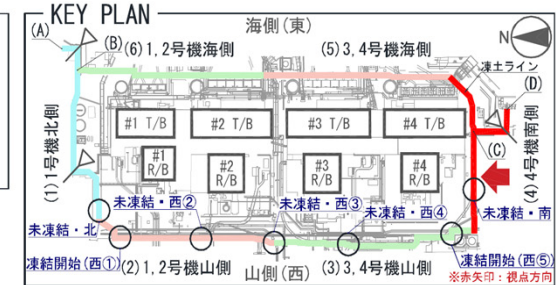 KEY PLAN
海側(東)
N
(A)
(B)
(6)1,2号機海側
(5)3,4号機海側
凍土ライン
(D)
(1)1号機北側
#1 T/B
#2 T/B
#3 T/B
#4 T/B
(C)
(4)4号機南側
#1
R/B
#2
R/B
#3
R/B
#4
R/B
未凍結・西②
未凍結・西③
未凍結・西④
未凍結・南
未凍結・北
凍結開始(西①)
(2)1,2号機山側
山側(西)
(3)3,4号機山側
凍結開始(西⑤)
※赤矢印:視点方向